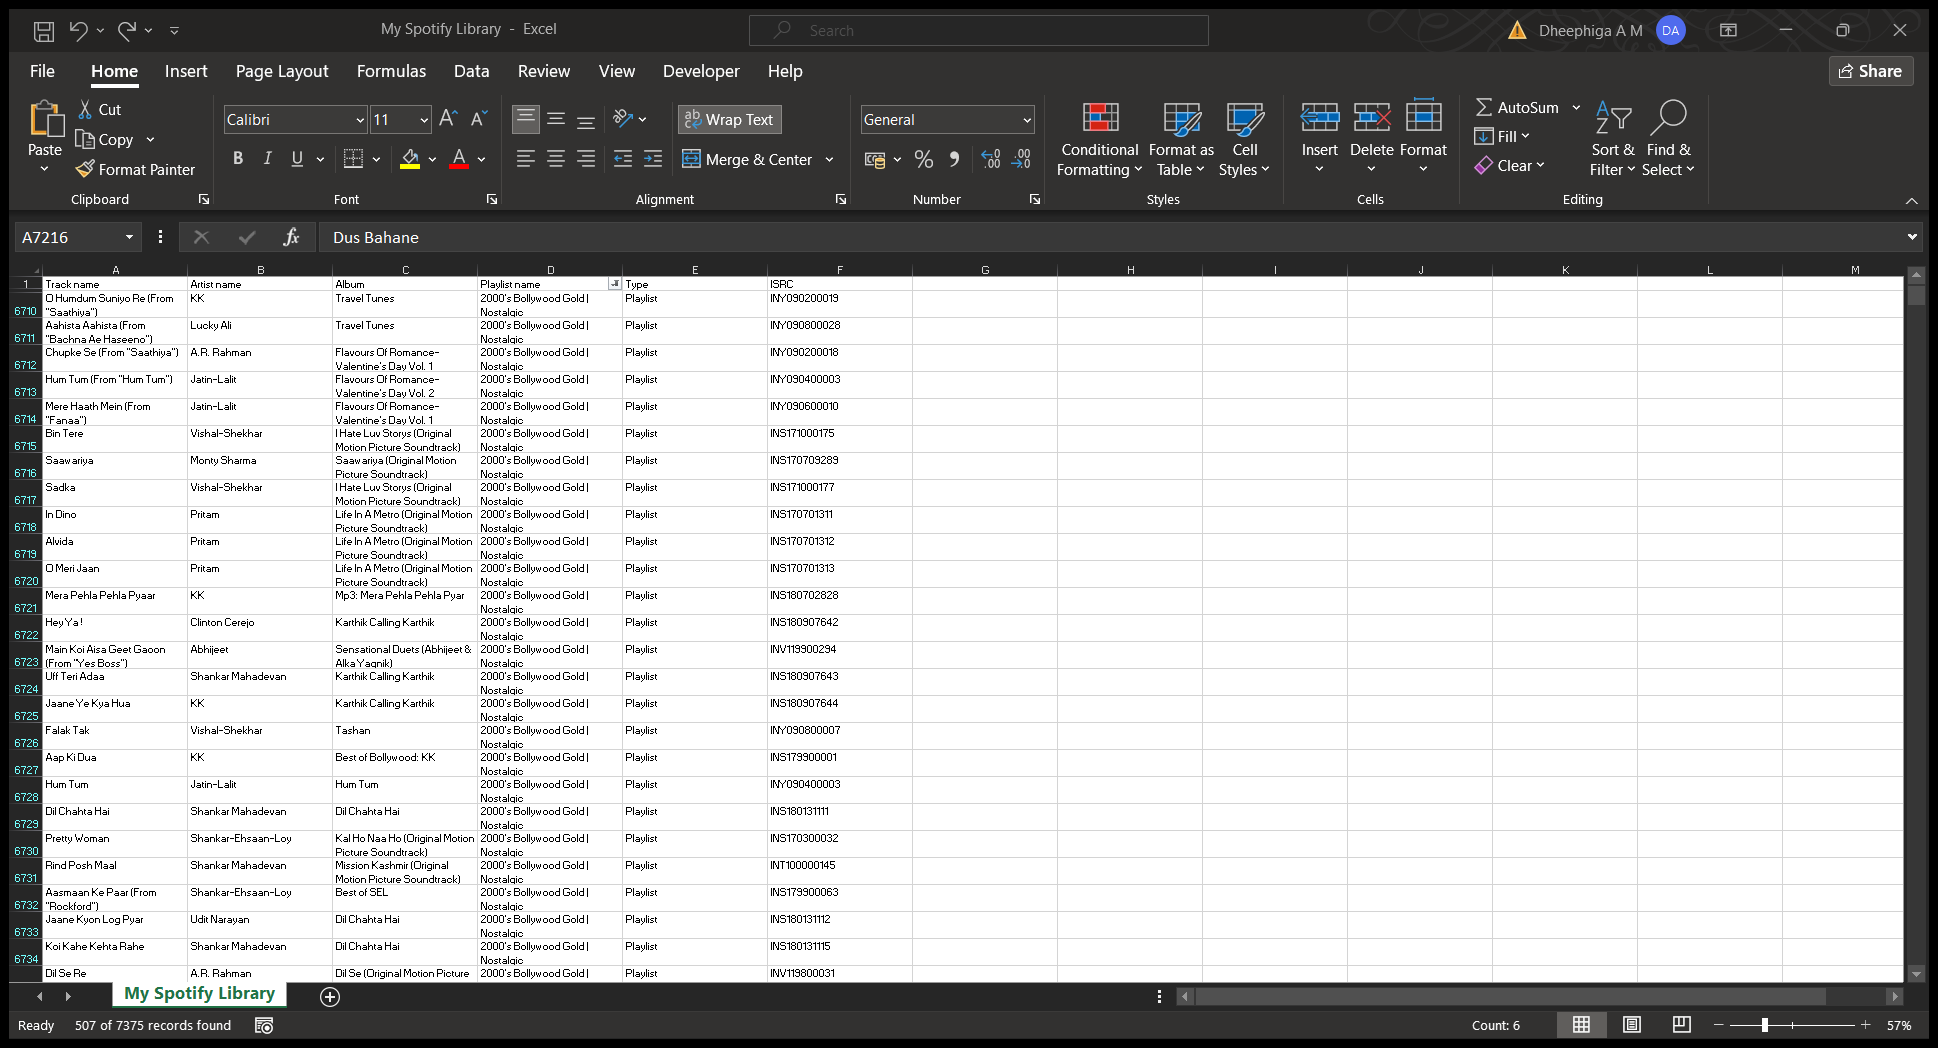 My Spotify Library - Excel
Search
Dheephiga A M
DA
File Home Insert Page Layout Formulas Data Review View Developer Help
Share
Paste
Cut
Copy
Format Painter
Clipboard
Calibri 11
B I U
Font
Wrap Text
Merge & Center
Alignment
General
Number
Conditional Formatting
Format as Table
Cell Styles
Styles
Insert Delete Format
Cells
AutoSum
Fill
Clear
Sort & Filter
Find & Select
Editing
A7216 fx Dus Bahane
A B C D E F G H I J K L M
1 Track name Artist name Album Playlist name Type ISRC
6710 O Humdum Suniyo Re (From "Saathiya") KK Travel Tunes 2000's Bollywood Gold | Nostalgic Playlist INY090200019
6711 Aahista Aahista (From "Bachna Ae Haseeno") Lucky Ali Travel Tunes 2000's Bollywood Gold | Nostalgic Playlist INY090800028
6712 Chupke Se (From "Saathiya") A.R. Rahman Flavours Of Romance- Valentine's Day Vol. 1 2000's Bollywood Gold | Nostalgic Playlist INY090200018
6713 Hum Tum (From "Hum Tum") Jatin-Lalit Flavours Of Romance- Valentine's Day Vol. 2 2000's Bollywood Gold | Nostalgic Playlist INY090400003
6714 Mere Haath Mein (From "Fanaa") Jatin-Lalit Flavours Of Romance- Valentine's Day Vol. 1 2000's Bollywood Gold | Nostalgic Playlist INY090600010
6715 Bin Tere Vishal-Shekhar I Hate Luv Storys (Original Motion Picture Soundtrack) 2000's Bollywood Gold | Nostalgic Playlist INS171000175
6716 Saawariya Monty Sharma Saawariya (Original Motion Picture Soundtrack) 2000's Bollywood Gold | Nostalgic Playlist INS170709289
6717 Sadka Vishal-Shekhar I Hate Luv Storys (Original Motion Picture Soundtrack) 2000's Bollywood Gold | Nostalgic Playlist INS171000177
6718 In Dino Pritam Life In A Metro (Original Motion Picture Soundtrack) 2000's Bollywood Gold | Nostalgic Playlist INS170701311
6719 Alvida Pritam Life In A Metro (Original Motion Picture Soundtrack) 2000's Bollywood Gold | Nostalgic Playlist INS170701312
6720 O Meri Jaan Pritam Life In A Metro (Original Motion Picture Soundtrack) 2000's Bollywood Gold | Nostalgic Playlist INS170701313
6721 Mera Pehla Pehla Pyaar KK Mp3: Mera Pehla Pehla Pyar 2000's Bollywood Gold | Nostalgic Playlist INS180702828
6722 Hey Ya! Clinton Cerejo Karthik Calling Karthik 2000's Bollywood Gold | Nostalgic Playlist INS180907642
6723 Main Koi Aisa Geet Gaoon (From "Yes Boss") Abhijeet Sensational Duets (Abhijeet & Alka Yagnik) 2000's Bollywood Gold | Nostalgic Playlist INV119900294
6724 Uff Teri Adaa Shankar Mahadevan Karthik Calling Karthik 2000's Bollywood Gold | Nostalgic Playlist INS180907643
6725 Jaane Ye Kya Hua KK Karthik Calling Karthik 2000's Bollywood Gold | Nostalgic Playlist INS180907644
6726 Falak Tak Vishal-Shekhar Tashan 2000's Bollywood Gold | Nostalgic Playlist INY090800007
6727 Aap Ki Dua KK Best of Bollywood: KK 2000's Bollywood Gold | Nostalgic Playlist INS179900001
6728 Hum Tum Jatin-Lalit Hum Tum 2000's Bollywood Gold | Nostalgic Playlist INY090400003
6729 Dil Chahta Hai Shankar Mahadevan Dil Chahta Hai 2000's Bollywood Gold | Nostalgic Playlist INS180131111
6730 Pretty Woman Shankar-Ehsaan-Loy Kal Ho Naa Ho (Original Motion Picture Soundtrack) 2000's Bollywood Gold | Nostalgic Playlist INS170300032
6731 Rind Posh Maal Shankar Mahadevan Mission Kashmir (Original Motion Picture Soundtrack) 2000's Bollywood Gold | Nostalgic Playlist INT100000145
6732 Aasmaan Ke Paar (From "Rockford") Shankar-Ehsaan-Loy Best of SEL 2000's Bollywood Gold | Nostalgic Playlist INS179900063
6733 Jaane Kyon Log Pyar Udit Narayan Dil Chahta Hai 2000's Bollywood Gold | Nostalgic Playlist INS180131112
6734 Koi Kahe Kehta Rahe Shankar Mahadevan Dil Chahta Hai 2000's Bollywood Gold | Nostalgic Playlist INS180131115
Dil Se Re A.R. Rahman Dil Se (Original Motion Picture 2000's Bollywood Gold | Playlist INV119800031
My Spotify Library
Ready 507 of 7375 records found Count: 6 57%